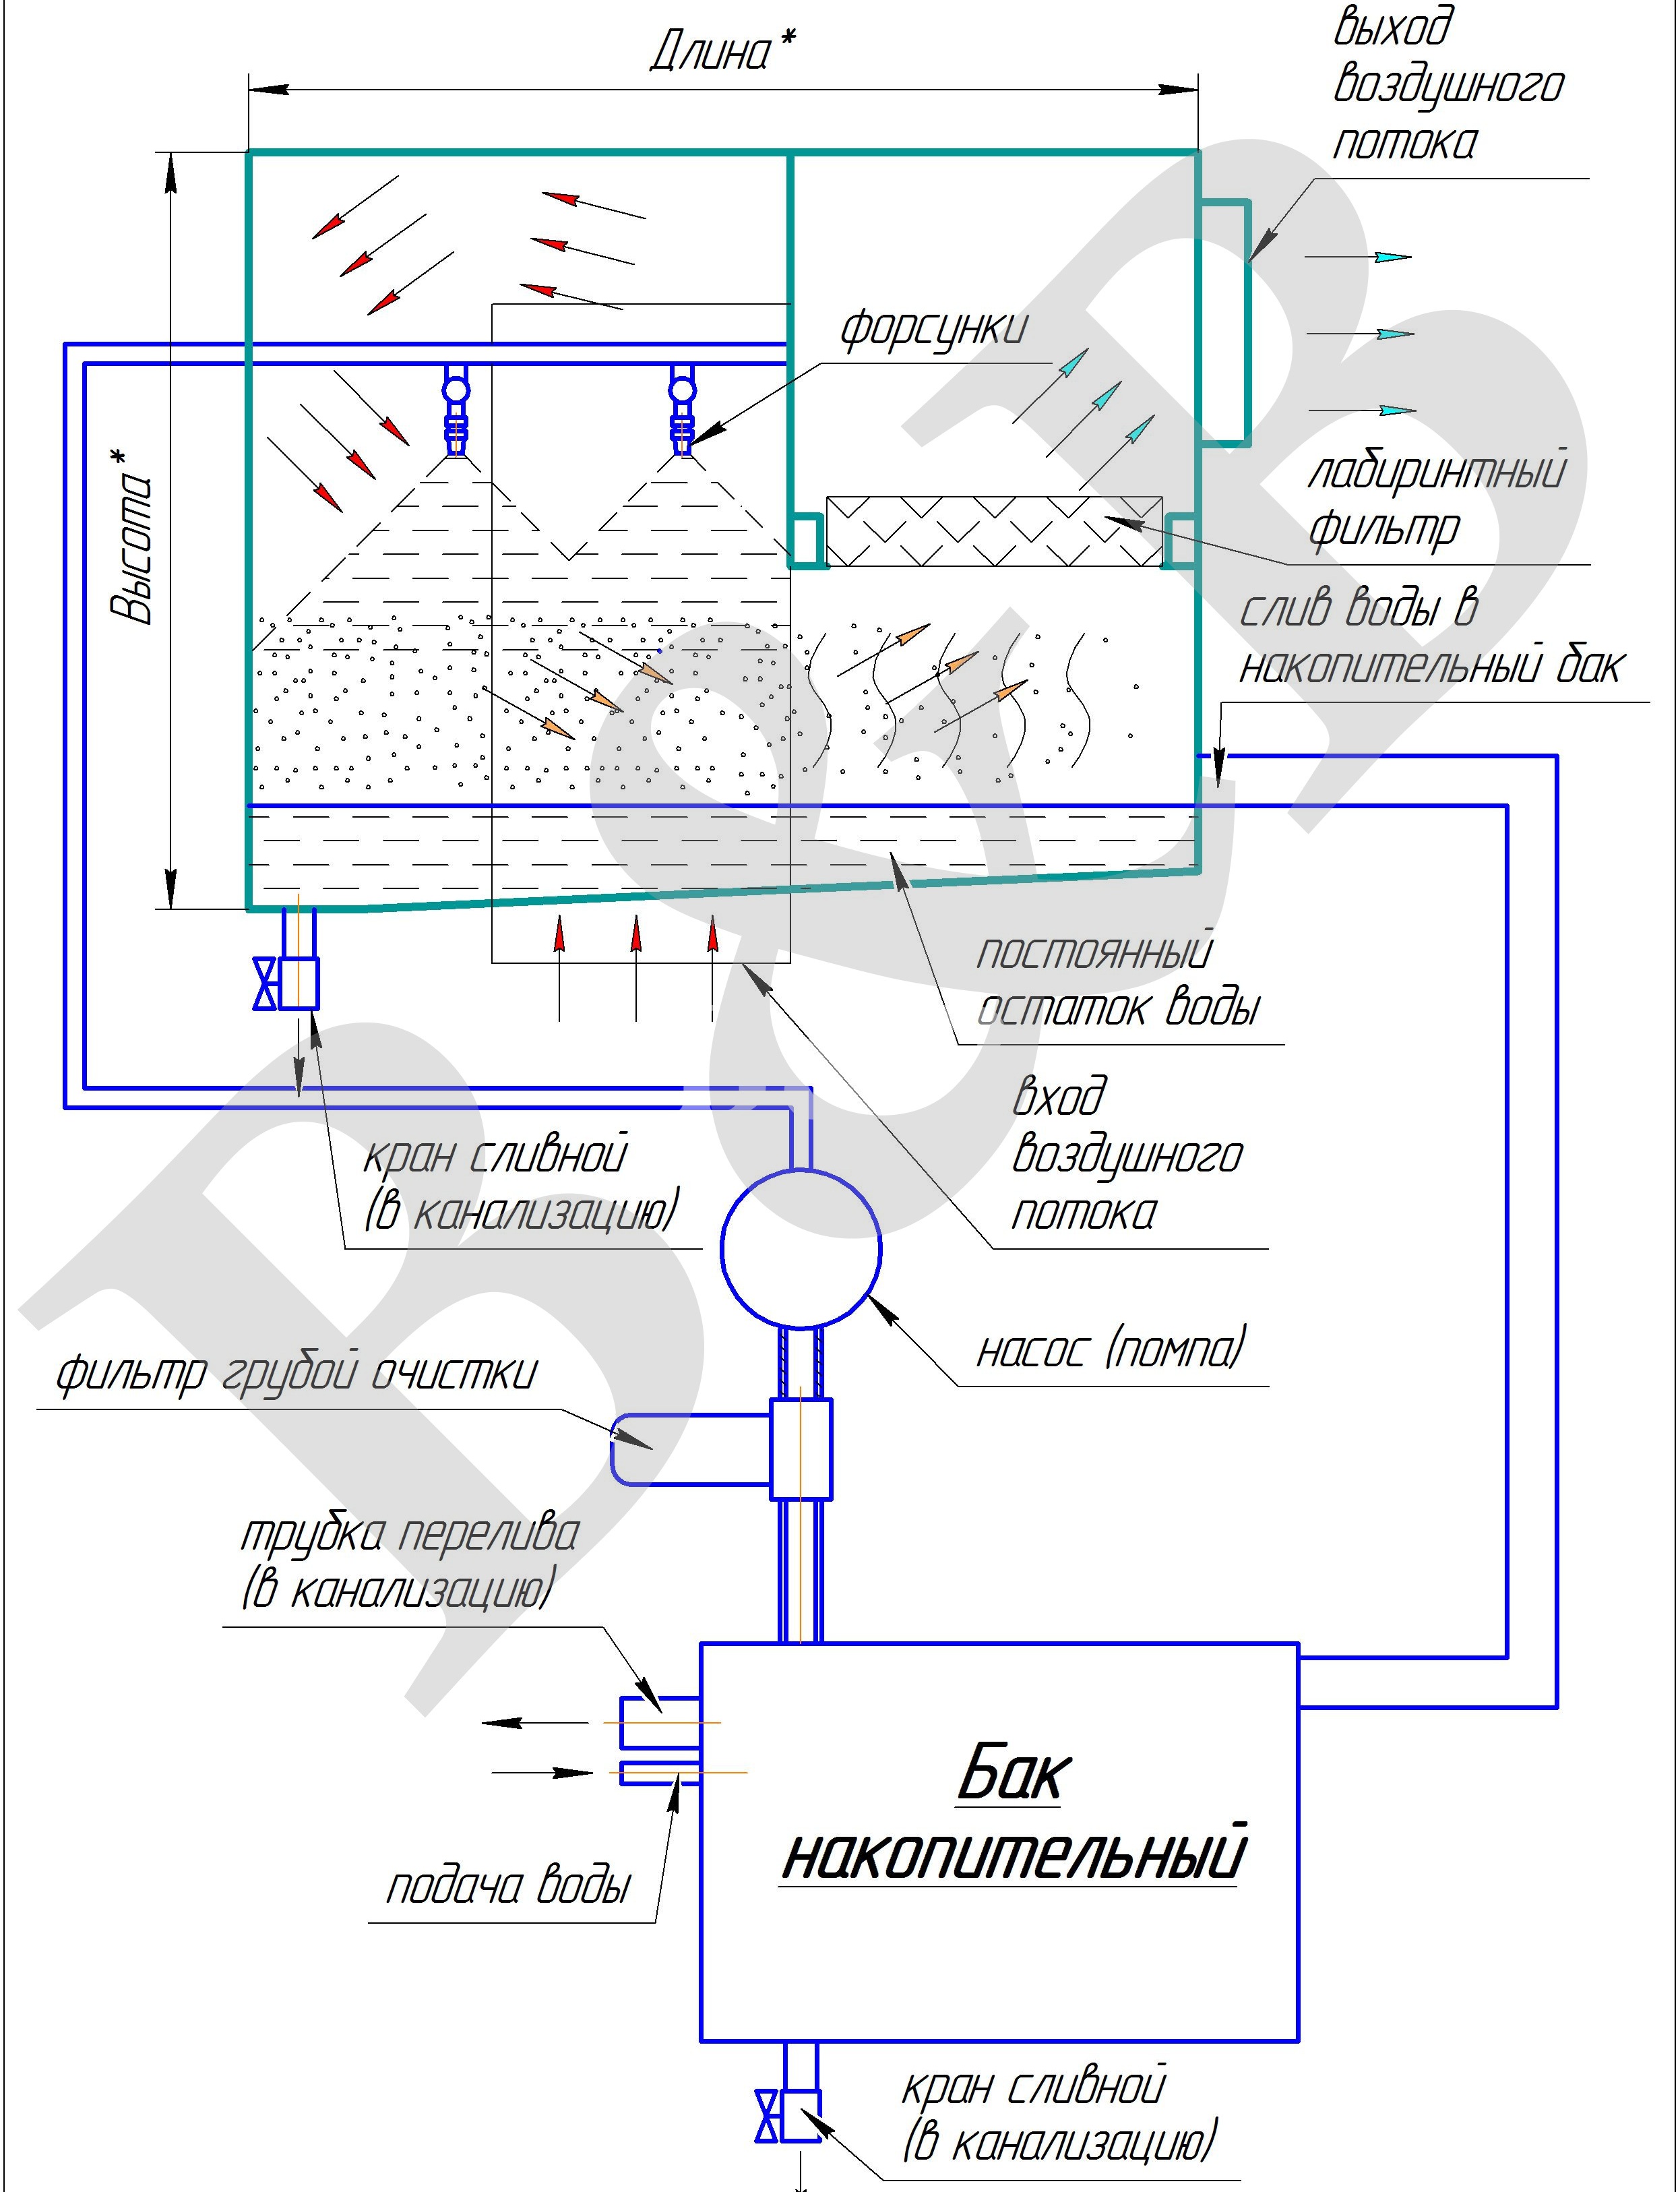 Длина*
выход
воздушного
потока
форсунки
Высота*
лабиринтный
фильтр
слив воды в
накопительный бак
постоянный
остаток воды
вход
воздушного
потока
кран сливной
(в канализацию)
насос (помпа)
фильтр грубой очистки
трубка перелива
(в канализацию)
подача воды
Бак
накопительный
кран сливной
(в канализацию)
B&B